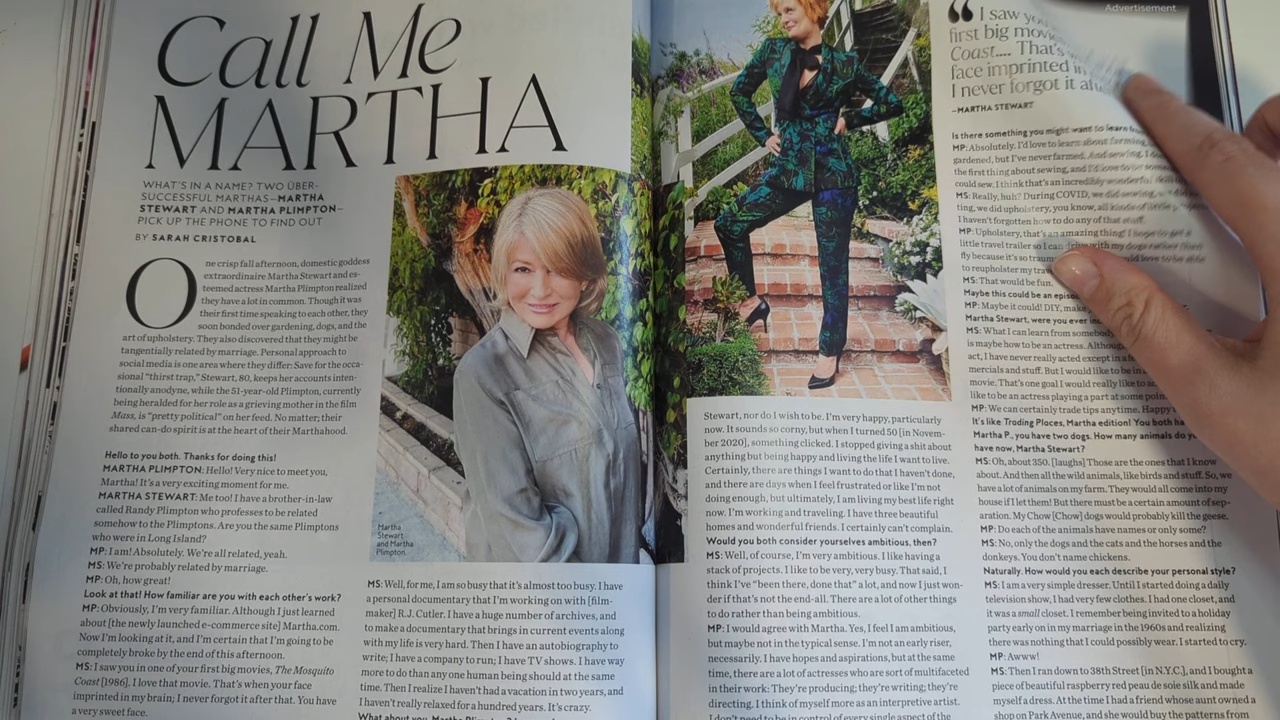 Call Me
MARTHA
WHAT'S IN A NAME? TWO ÜBER-
SUCCESSFUL MARTHAS—MARTHA
STEWART AND MARTHA PLIMPTON—
PICK UP THE PHONE TO FIND OUT
BY SARAH CRISTOBAL
One crisp fall afternoon, domestic goddess
extraordinaire Martha Stewart and es-
teemed actress Martha Plimpton realized
they have a lot in common. Though it was
their first time speaking to each other, they
soon bonded over gardening, dogs, and the
art of upholstery. They also discovered that they might be
tangentially related by marriage. Personal approach to
social media is one area where they differ: Save for the occa-
sional "thirst trap," Stewart, 80, keeps her accounts inten-
tionally anodyne, while the 51-year-old Plimpton, currently
being heralded for her role as a grieving mother in the film
Mass, is "pretty political" on her feed. No matter; their
shared can-do spirit is at the heart of their Marthahood.
Hello to you both. Thanks for doing this!
MARTHA PLIMPTON: Hello! Very nice to meet you,
Martha! It's a very exciting moment for me.
MARTHA STEWART: Me too! I have a brother-in-law
called Randy Plimpton who professes to be related
somehow to the Plimptons. Are you the same Plimptons
who were in Long Island?
MP: I am! Absolutely. We're all related, yeah.
MS: We're probably related by marriage.
MP: Oh, how great!
Look at that! How familiar are you with each other's work?
MP: Obviously, I'm very familiar. Although I just learned
about [the newly launched e-commerce site] Martha.com.
Now I'm looking at it, and I'm certain that I'm going to be
completely broke by the end of this afternoon.
MS: I saw you in one of your first big movies, The Mosquito
Coast [1986]. I love that movie. That's when your face
imprinted in my brain; I never forgot it after that. You have
a very sweet face.
Martha
Stewart
and Martha
Plimpton.
MS: Well, for me, I am so busy that it's almost too busy. I have
a personal documentary that I'm working on with [film-
maker] R.J. Cutler. I have a huge number of archives, and
to make a documentary that brings in current events along
with my life is very hard. Then I have an autobiography to
write; I have a company to run; I have TV shows. I have way
more to do than any one human being should at the same
time. Then I realize I haven't had a vacation in two years, and
I haven't really relaxed for a hundred years. It's crazy.
What about you, Martha Plimpton?
Stewart, nor do I wish to be. I'm very happy, particularly
now. It sounds so corny, but when I turned 50 [in Novem-
ber 2020], something clicked. I stopped giving a shit about
anything but being happy and living the life I want to live.
Certainly, there are things I want to do that I haven't done,
and there are days when I feel frustrated or like I'm not
doing enough, but ultimately, I am living my best life right
now. I'm working and traveling. I have three beautiful
homes and wonderful friends. I certainly can't complain.
Would you both consider yourselves ambitious, then?
MS: Well, of course, I'm very ambitious. I like having a
stack of projects. I like to be very, very busy. That said, I
think I've "been there, done that" a lot, and now I just won-
der if that's not the end-all. There are a lot of other things
to do rather than being ambitious.
MP: I would agree with Martha. Yes, I feel I am ambitious,
but maybe not in the typical sense. I'm not an early riser,
necessarily. I have hopes and aspirations, but at the same
time, there are a lot of actresses who are sort of multifaceted
in their work: They're producing; they're writing; they're
directing. I think of myself more as an interpretive artist.
I don't need to be in control of every single aspect of the
Advertisement
“ I saw
first big
Coast.... That's
face imprinted
I never forgot it
–MARTHA STEWART
Is there something you might want to learn
MP: Absolutely. I'd love to learn about farming.
gardened, but I've never farmed. And sewing. I
the first thing about sewing, and I'd love to
could sew. I think that's an incredibly wonderful
MS: Really, huh? During COVID, we did sewing,
ting, we did upholstery, you know, all kinds of little
I haven't forgotten how to do any of that stuff.
MP: Upholstery, that's an amazing thing! I hope to get a
little travel trailer so I can drive with my dogs rather than
fly because it's so
to reupholster my
MS: That would be fun.
Maybe this could be an
MP: Maybe it could! DIY,
Martha Stewart, were you ever
MS: What I can learn from
is maybe how to be an actress.
act, I have never really acted except in
mercials and stuff. But I would like to be in
movie. That's one goal I would really like to
like to be an actress playing a part at some
MP: We can certainly trade tips anytime. Happy
It's like Trading Places, Martha edition! You both
Martha P., you have two dogs. How many animals do
have now, Martha Stewart?
MS: Oh, about 350. [laughs] Those are the ones that I know
about. And then all the wild animals, like birds and stuff. So, we
have a lot of animals on my farm. They would all come into my
house if I let them! But there must be a certain amount of sep-
aration. My Chow [Chow] dogs would probably kill the geese.
MP: Do each of the animals have names or only some?
MS: No, only the dogs and the cats and the horses and the
donkeys. You don't name chickens.
Naturally. How would you each describe your personal style?
MS: I am a very simple dresser. Until I started doing a daily
television show, I had very few clothes. I had one closet, and
it was a small closet. I remember being invited to a holiday
party early on in my marriage in the 1960s and realizing
there was nothing that I could possibly wear. I started to cry.
MP: Awww!
MS: Then I ran down to 38th Street [in N.Y.C.], and I bought a
piece of beautiful raspberry red peau de soie silk and made
myself a dress. At the time I had a friend whose aunt owned a
shop on Park Avenue, and she would buy the patterns from